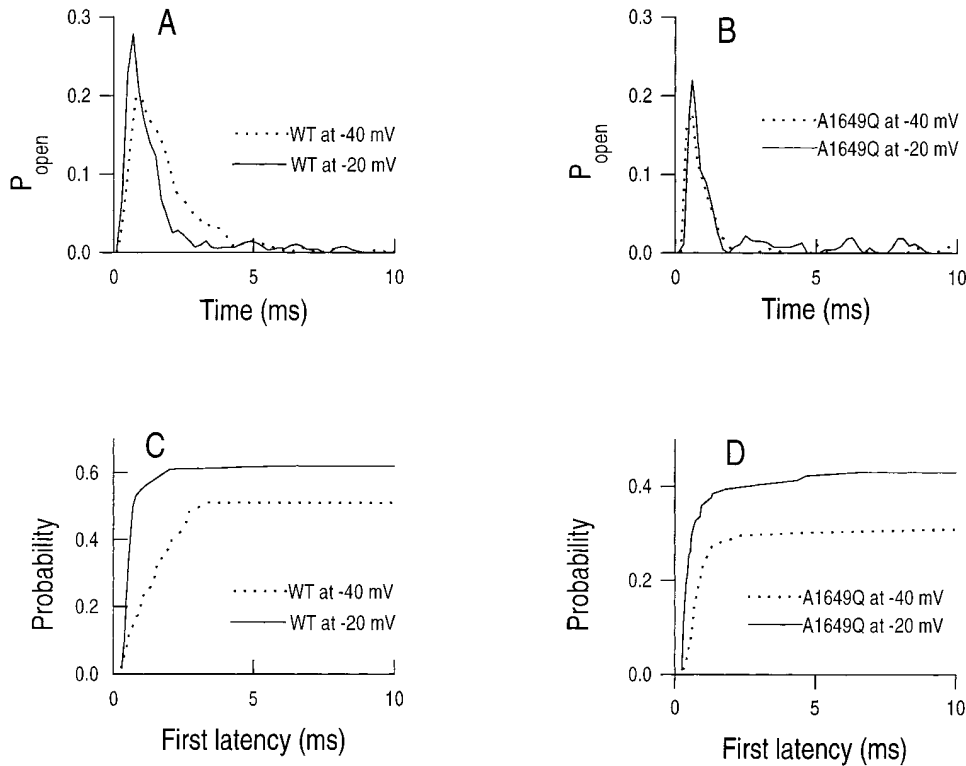 A
0.3
0.2
0.1
0.0
P open
WT at -40 mV
WT at -20 mV
0
5
10
Time (ms)
B
0.3
0.2
0.1
0.0
P open
A1649Q at -40 mV
A1649Q at -20 mV
0
5
10
Time (ms)
C
0.6
0.4
0.2
0.0
Probability
WT at -40 mV
WT at -20 mV
0
5
10
First latency (ms)
D
0.4
0.2
0.0
Probability
A1649Q at -40 mV
A1649Q at -20 mV
0
5
10
First latency (ms)